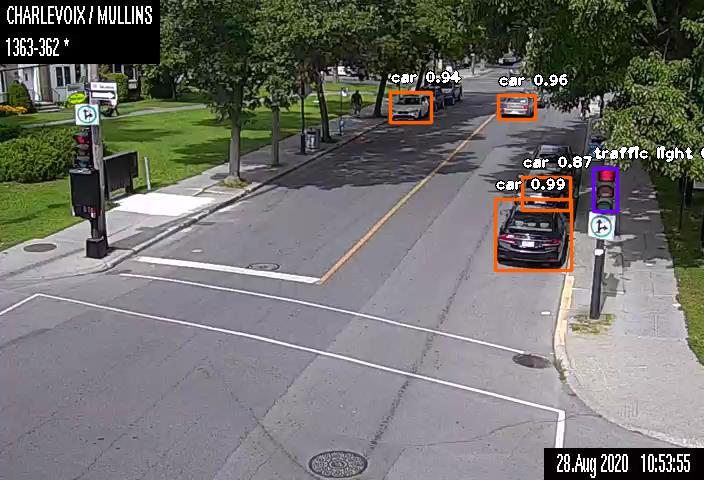 CHARLEVOIX / MULLINS
1363-362 *
car 0.94
car 0.96
car 0.87
traffic light
car 0.99
28.Aug 2020 10:53:55